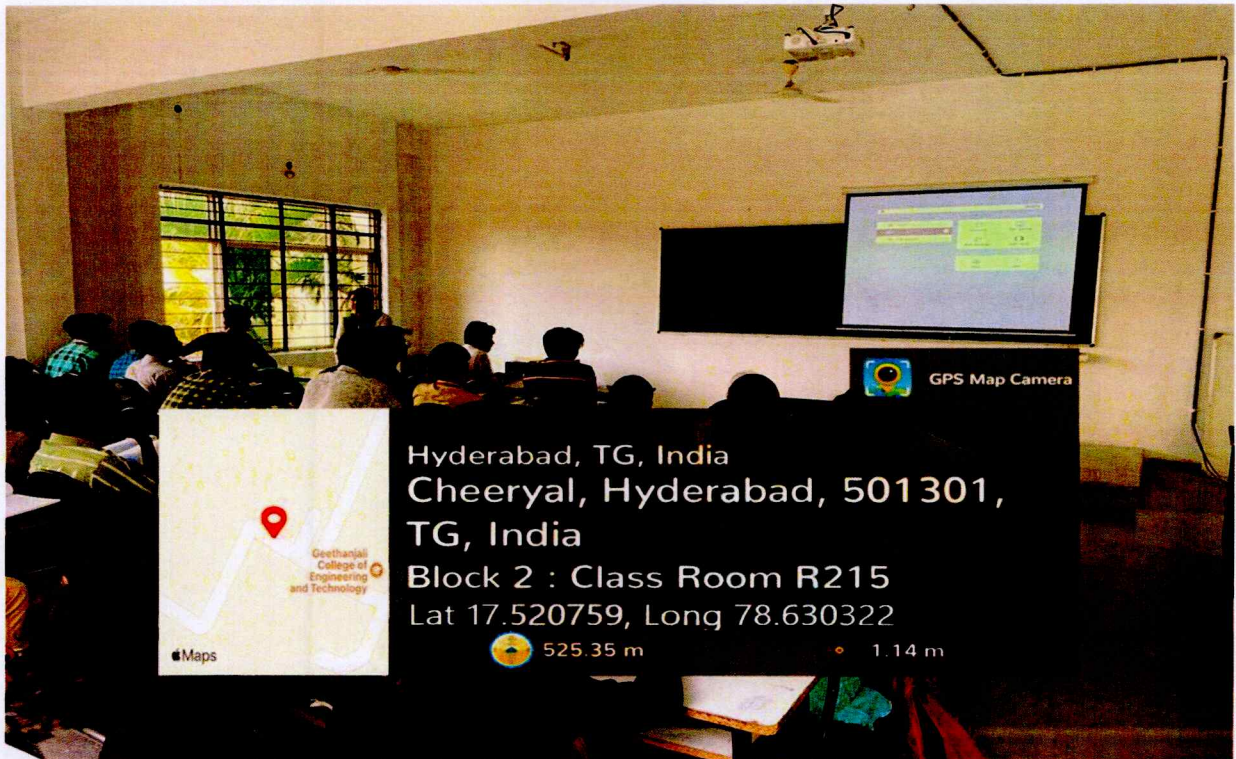 GPS Map Camera
Hyderabad, TG, India
Cheeryal, Hyderabad, 501301,
TG, India
Block 2 : Class Room R215
Lat 17.520759, Long 78.630322
525.35 m
1.14 m
Geethanjali
College of
Engineering
and Technology
Maps